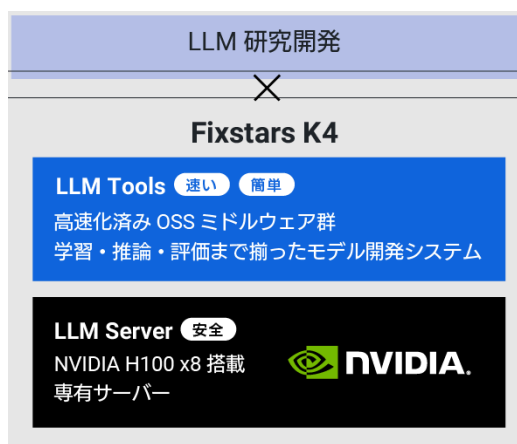 LLM 研究開発
×
Fixstars K4
LLM Tools 速い 簡単
高速化済み OSS ミドルウェア群
学習・推論・評価まで揃ったモデル開発システム
LLM Server 安全
NVIDIA H100 x8 搭載
専有サーバー
NVIDIA.